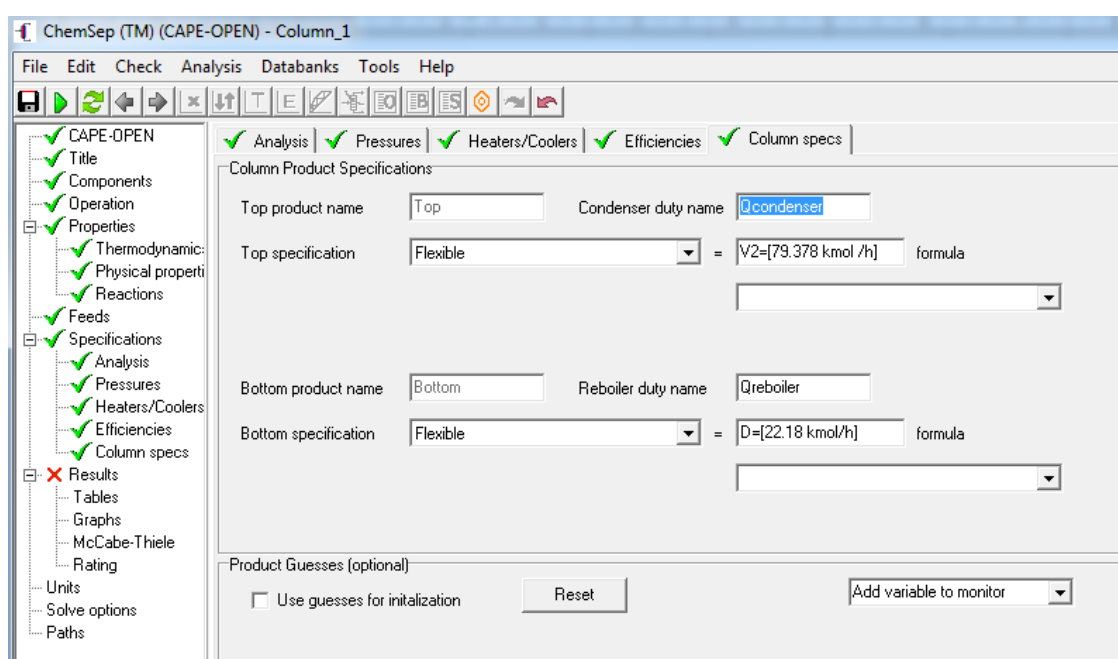 ChemSep (TM) (CAPE-OPEN) - Column_1
File Edit Check Analysis Databanks Tools Help
CAPE-OPEN
Title
Components
Operation
Properties
Thermodynamic
Physical properti
Reactions
Feeds
Specifications
Analysis
Pressures
Heaters/Coolers
Efficiencies
Column specs
Results
Tables
Graphs
McCabe-Thiele
Rating
Units
Solve options
Paths
Analysis Pressures Heaters/Coolers Efficiencies Column specs
Column Product Specifications
Top product name Top Condenser duty name Qcondenser
Top specification Flexible = V2=[79.378 kmol /h] formula
Bottom product name Bottom Reboiler duty name Qreboiler
Bottom specification Flexible = D=[22.18 kmol/h] formula
Product Guesses (optional)
Use guesses for initalization Reset Add variable to monitor